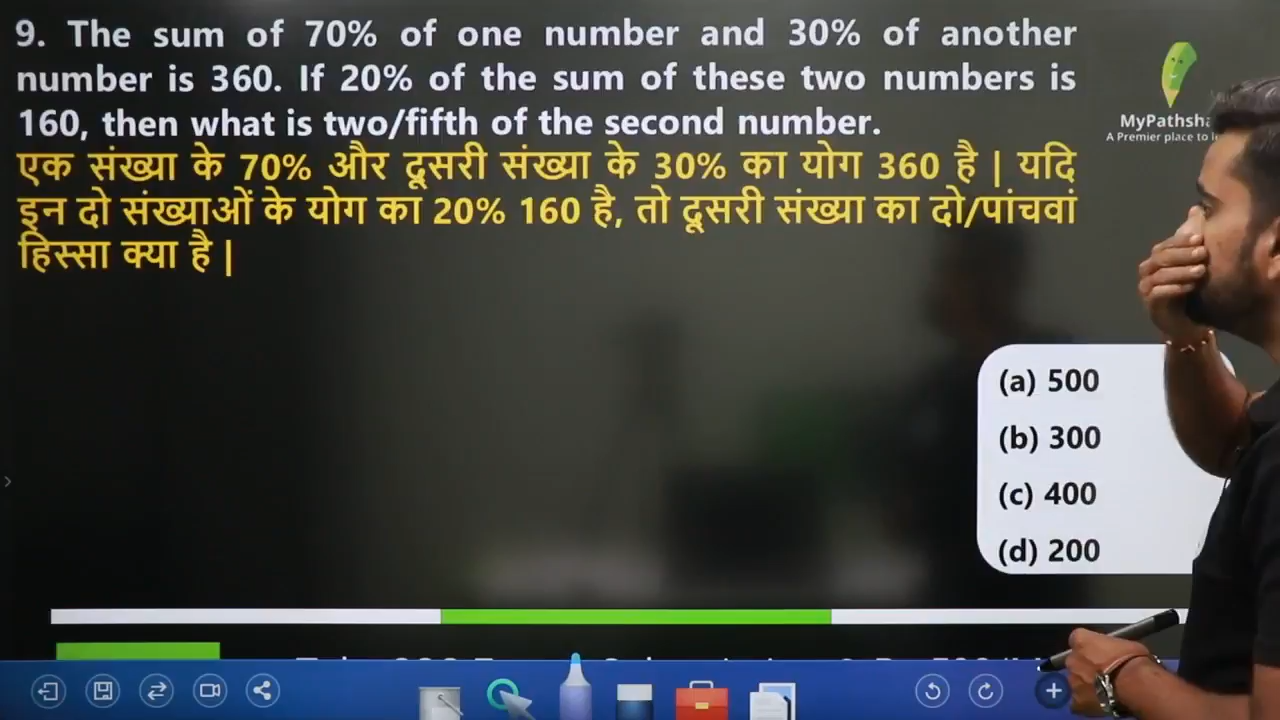 9. The sum of 70% of one number and 30% of another
number is 360. If 20% of the sum of these two numbers is
160, then what is two/fifth of the second number.
एक संख्या के 70% और दूसरी संख्या के 30% का योग 360 है | यदि
इन दो संख्याओं के योग का 20% 160 है, तो दूसरी संख्या का दो/पांचवां
हिस्सा क्या है |
MyPathsha
A Premier place to
(a) 500
(b) 300
(c) 400
(d) 200